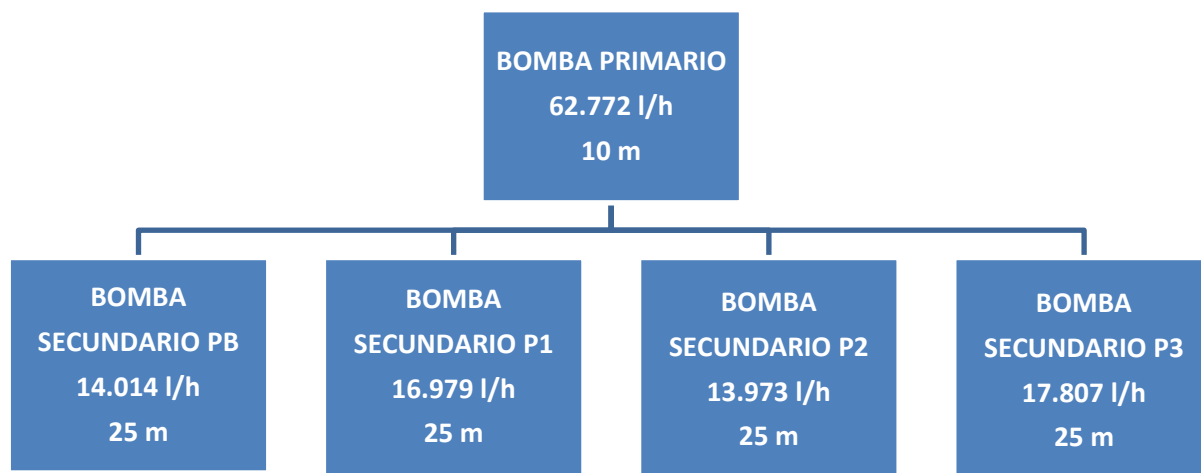 BOMBA PRIMARIO
62.772 l/h
10 m
BOMBA
SECUNDARIO PB
14.014 l/h
25 m
BOMBA
SECUNDARIO P1
16.979 l/h
25 m
BOMBA
SECUNDARIO P2
13.973 l/h
25 m
BOMBA
SECUNDARIO P3
17.807 l/h
25 m